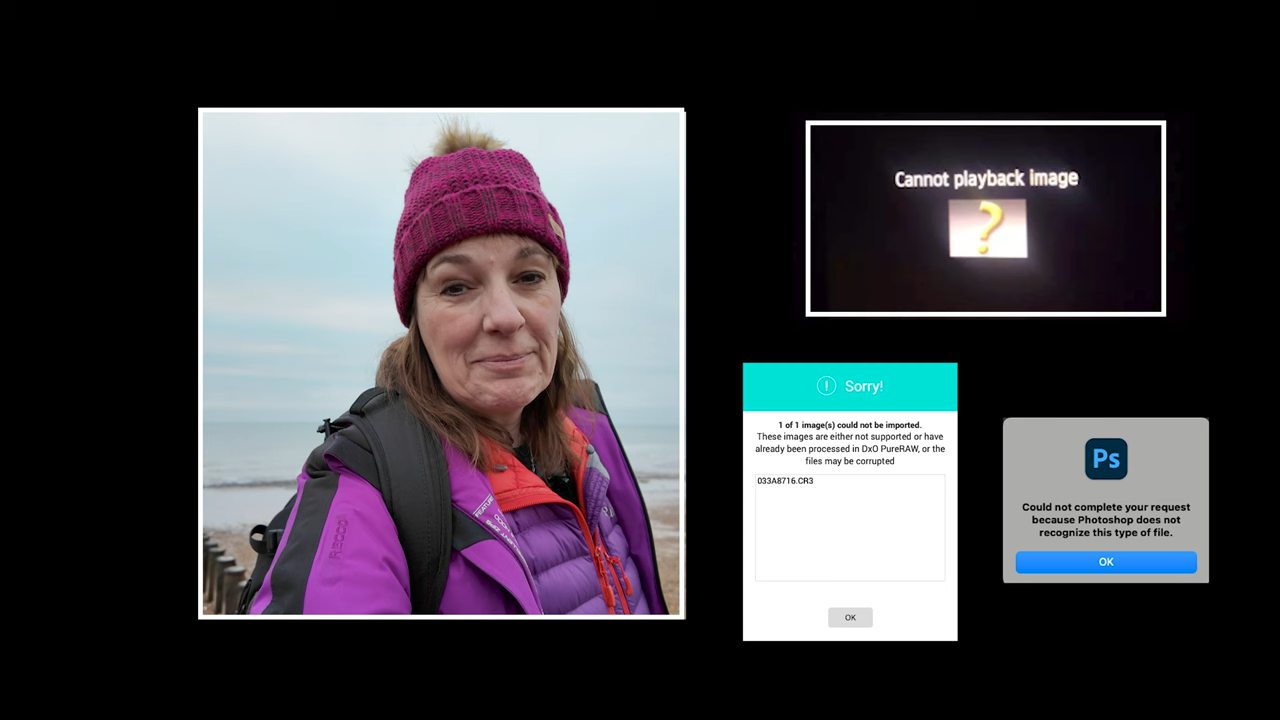 Cannot playback image
?
Sorry!
1 of 1 image(s) could not be imported.
These images are either not supported or have
already been processed in DxO PureRAW, or the
files may be corrupted
033A8716.CR3
OK
Ps
Could not complete your request
because Photoshop does not
recognize this type of file.
OK
RECCO
FEATURE